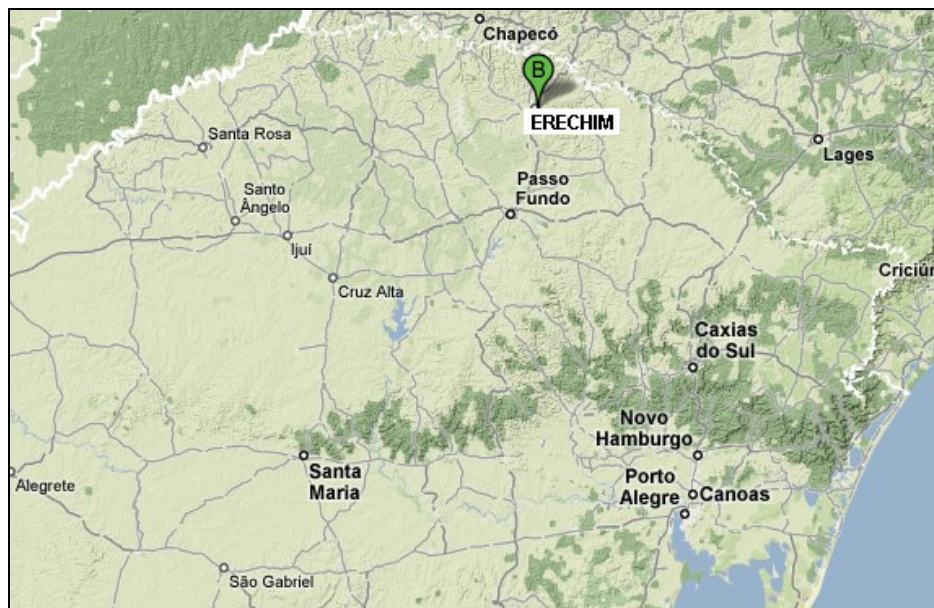 Chapecó
B
ERECHIM
Santa Rosa
Lages
Santo
Ângelo
Passo
Fundo
Ijuí
Criciúr
Cruz Alta
Caxias
do Sul
Novo
Hamburgo
Santa
Maria
Alegrete
Porto
Alegre
Canoas
São Gabriel